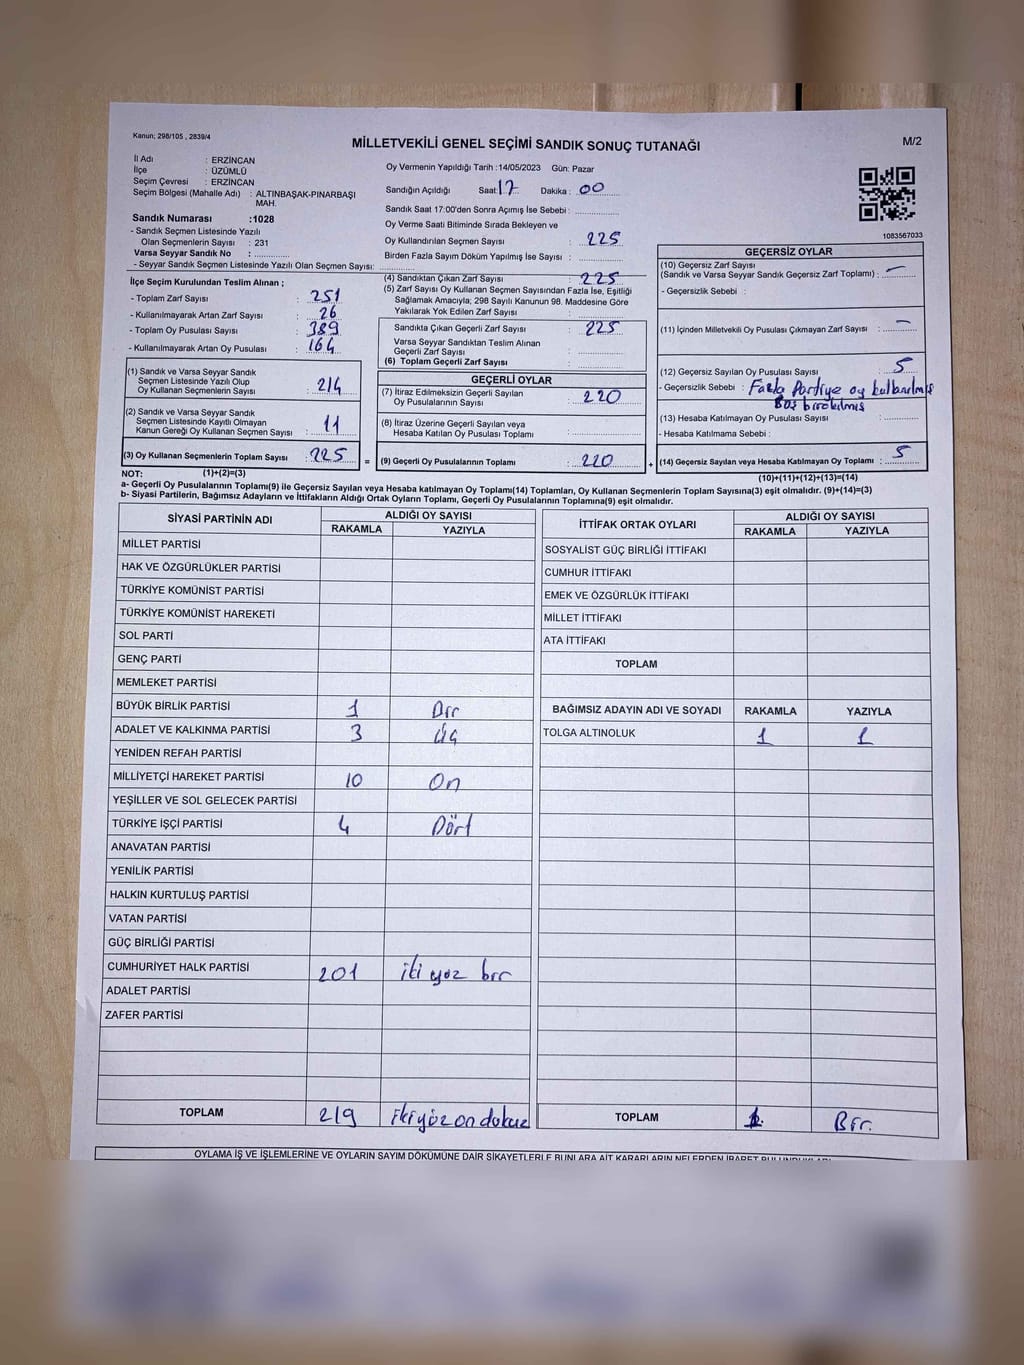 Kanun; 298/105 , 2839/4
MİLLETVEKİLİ GENEL SEÇİMİ SANDIK SONUÇ TUTANAĞI
M/2
İl Adı : ERZİNCAN
İlçe : ÜZÜMLÜ
Seçim Çevresi : ERZİNCAN
Seçim Bölgesi (Mahalle Adı) : ALTINBAŞAK-PINARBAŞI
MAH.
Sandık Numarası :1028
- Sandık Seçmen Listesinde Yazılı
Olan Seçmenlerin Sayısı : 231
Varsa Seyyar Sandık No :
- Seyyar Sandık Seçmen Listesinde Yazılı Olan Seçmen Sayısı:
İlçe Seçim Kurulundan Teslim Alınan ;
- Toplam Zarf Sayısı : 251
- Kullanılmayarak Artan Zarf Sayısı : 26
- Toplam Oy Pusulası Sayısı : 389
- Kullanılmayarak Artan Oy Pusulası : 164
(1) Sandık ve Varsa Seyyar Sandık
Seçmen Listesinde Yazılı Olup
Oy Kullanan Seçmenlerin Sayısı : 214
(2) Sandık ve Varsa Seyyar Sandık
Seçmen Listesinde Kayıtlı Olmayan
Kanun Gereği Oy Kullanan Seçmen Sayısı : 11
(3) Oy Kullanan Seçmenlerin Toplam Sayısı : 225
Oy Vermenin Yapıldığı Tarih :14/05/2023 Gün: Pazar
Sandığın Açıldığı Saat: 17 Dakika : 00
Sandık Saat 17:00'den Sonra Açımış İse Sebebi :
Oy Verme Saati Bitiminde Sırada Bekleyen ve
Oy Kullandırılan Seçmen Sayısı : 225
Birden Fazla Sayım Döküm Yapılmış İse Sayısı :
(4) Sandıktan Çıkan Zarf Sayısı : 225
(5) Zarf Sayısı Oy Kullanan Seçmen Sayısından Fazla İse, Eşitliği
Sağlamak Amacıyla; 298 Sayılı Kanunun 98. Maddesine Göre
Yakılarak Yok Edilen Zarf Sayısı :
Sandıkta Çıkan Geçerli Zarf Sayısı : 225
Varsa Seyyar Sandıktan Teslim Alınan
Geçerli Zarf Sayısı :
(6) Toplam Geçerli Zarf Sayısı :
GEÇERLİ OYLAR
(7) İtiraz Edilmeksizin Geçerli Sayılan
Oy Pusulalarının Sayısı : 220
(8) İtiraz Üzerine Geçerli Sayılan veya
Hesaba Katılan Oy Pusulası Toplamı :
= (9) Geçerli Oy Pusulalarının Toplamı : 220 +
1083567033
GEÇERSİZ OYLAR
(10) Geçersiz Zarf Sayısı
(Sandık ve Varsa Seyyar Sandık Geçersiz Zarf Toplamı) : —
- Geçersizlik Sebebi :
(11) İçinden Milletvekili Oy Pusulası Çıkmayan Zarf Sayısı : —
(12) Geçersiz Sayılan Oy Pusulası Sayısı : 5
- Geçersizlik Sebebi : Fazla Partiye oy kullanılmış
Boş bırakılmış
(13) Hesaba Katılmayan Oy Pusulası Sayısı :
- Hesaba Katılmama Sebebi :
(14) Geçersiz Sayılan veya Hesaba Katılmayan Oy Toplamı : 5
NOT: (1)+(2)=(3)
(10)+(11)+(12)+(13)=(14)
a- Geçerli Oy Pusulalarının Toplamı(9) ile Geçersiz Sayılan veya Hesaba katılmayan Oy Toplamı(14) Toplamları, Oy Kullanan Seçmenlerin Toplam Sayısına(3) eşit olmalıdır. (9)+(14)=(3)
b- Siyasi Partilerin, Bağımsız Adayların ve İttifakların Aldığı Ortak Oyların Toplamı, Geçerli Oy Pusulalarının Toplamına(9) eşit olmalıdır.
SİYASİ PARTİNİN ADI ALDIĞI OY SAYISI
RAKAMLA YAZIYLA
MİLLET PARTİSİ
HAK VE ÖZGÜRLÜKLER PARTİSİ
TÜRKİYE KOMÜNİST PARTİSİ
TÜRKİYE KOMÜNİST HAREKETİ
SOL PARTİ
GENÇ PARTİ
MEMLEKET PARTİSİ
BÜYÜK BİRLİK PARTİSİ 1 Bir
ADALET VE KALKINMA PARTİSİ 3 Üç
YENİDEN REFAH PARTİSİ
MİLLİYETÇİ HAREKET PARTİSİ 10 On
YEŞİLLER VE SOL GELECEK PARTİSİ
TÜRKİYE İŞÇİ PARTİSİ 4 Dört
ANAVATAN PARTİSİ
YENİLİK PARTİSİ
HALKIN KURTULUŞ PARTİSİ
VATAN PARTİSİ
GÜÇ BİRLİĞİ PARTİSİ
CUMHURİYET HALK PARTİSİ 201 iki yüz bir
ADALET PARTİSİ
ZAFER PARTİSİ
TOPLAM 219 ikiyüz on dokuz
İTTİFAK ORTAK OYLARI ALDIĞI OY SAYISI
RAKAMLA YAZIYLA
SOSYALİST GÜÇ BİRLİĞİ İTTİFAKI
CUMHUR İTTİFAKI
EMEK VE ÖZGÜRLÜK İTTİFAKI
MİLLET İTTİFAKI
ATA İTTİFAKI
TOPLAM
BAĞIMSIZ ADAYIN ADI VE SOYADI RAKAMLA YAZIYLA
TOLGA ALTINOLUK 1 1
TOPLAM 1 Bir.
OYLAMA İŞ VE İŞLEMLERİNE VE OYLARIN SAYIM DÖKÜMÜNE DAİR ŞİKAYETLERLE BUNLARA AİT KARARLARIN NELERDEN İBARET BULUNDUKLARI